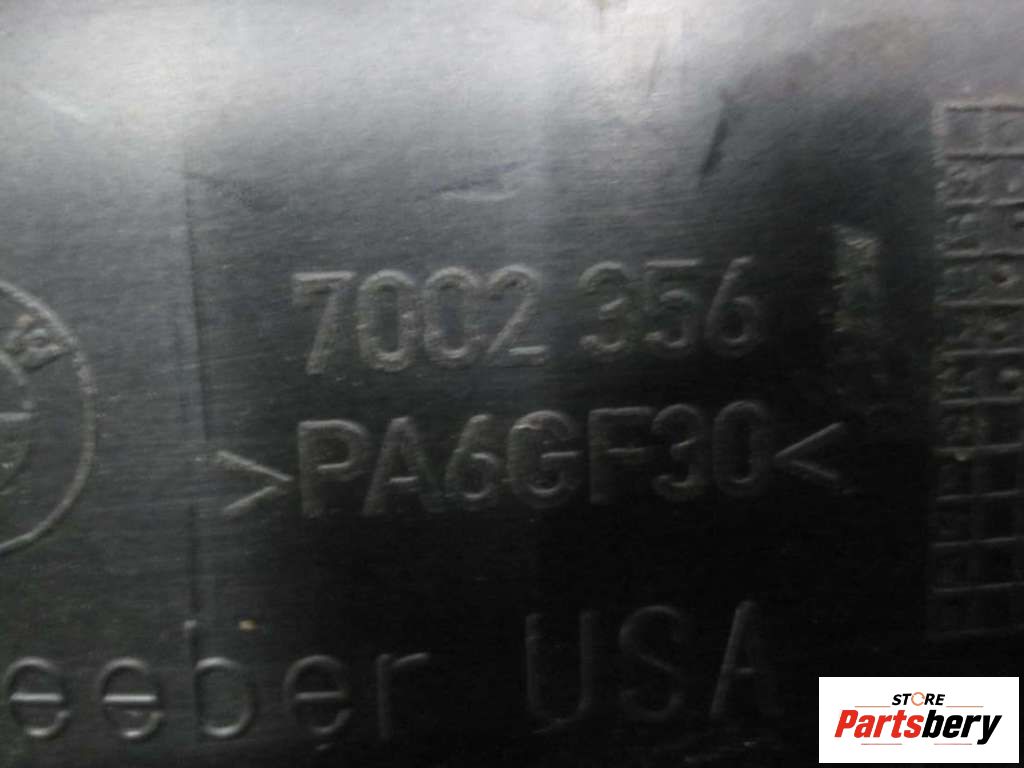 7002 356
>PA6GF30<
eeber USA
STORE
Partsbery